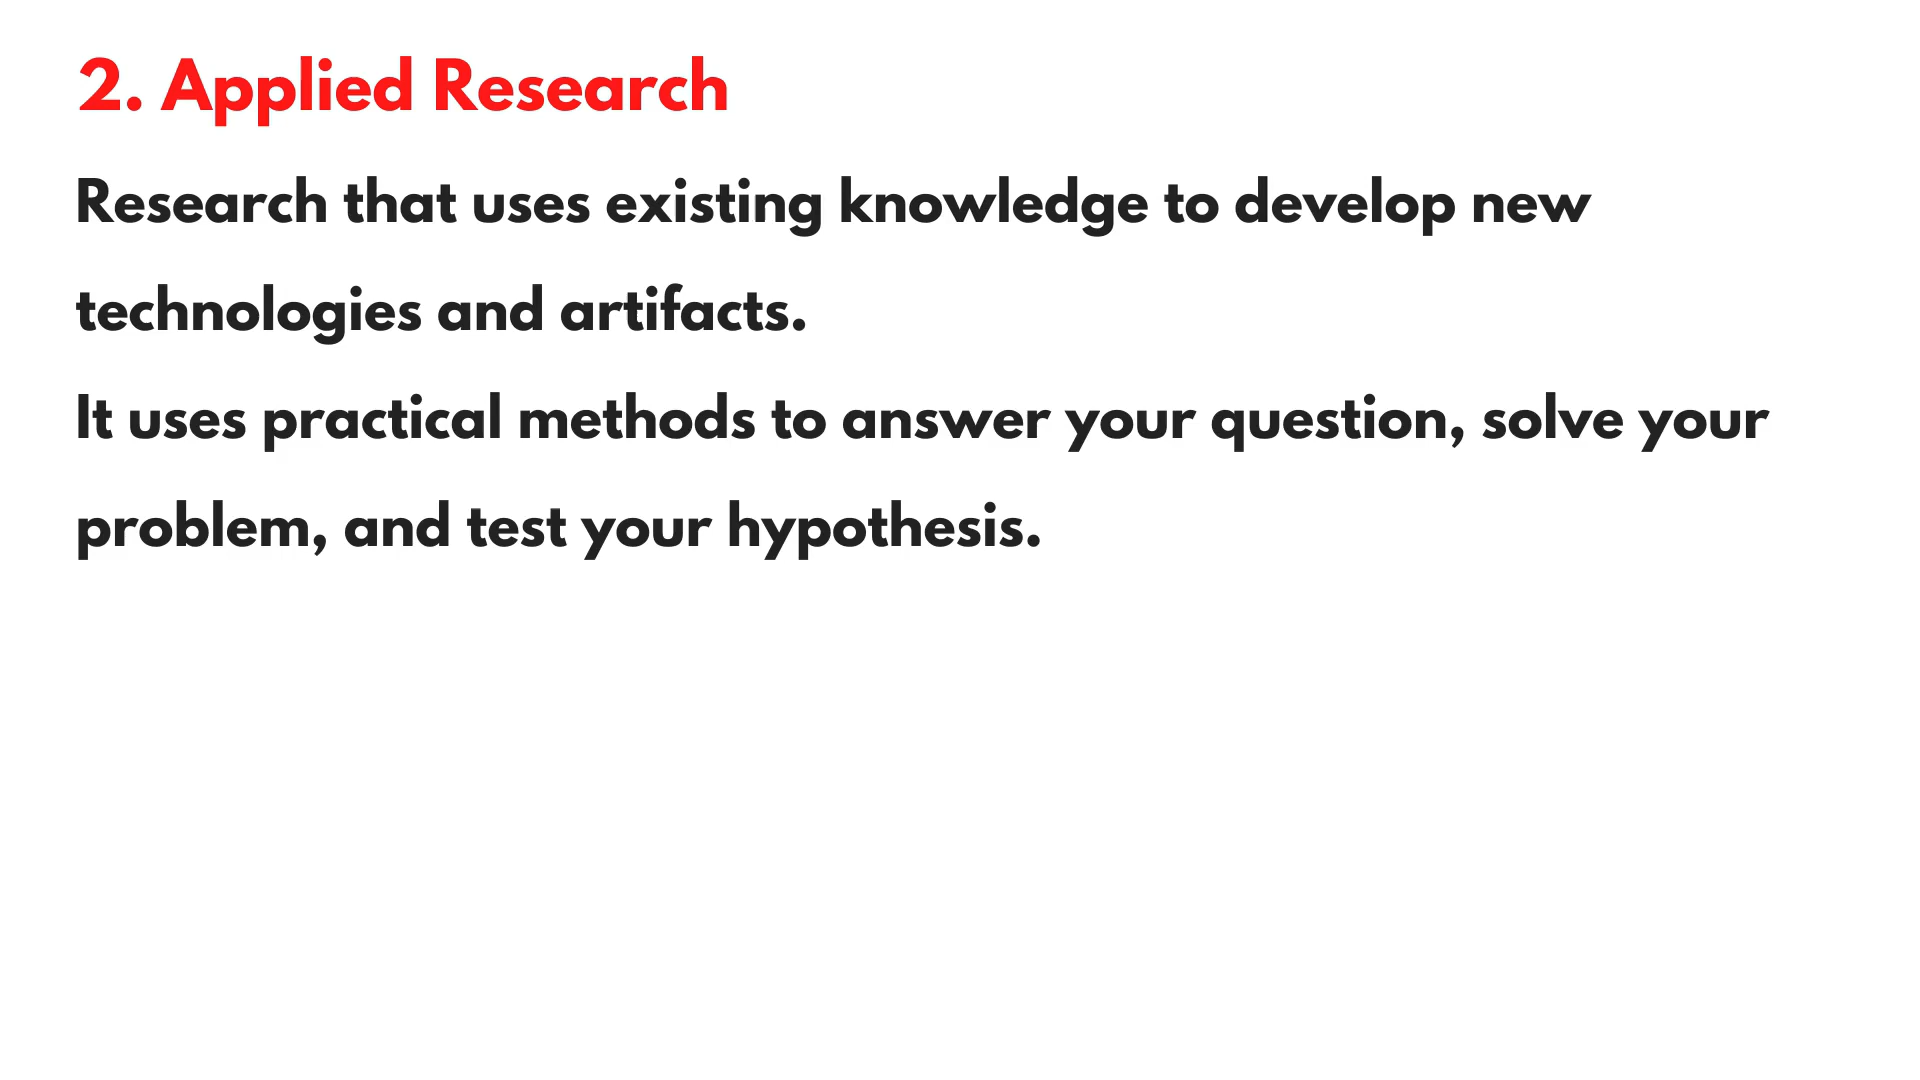 2. Applied Research
Research that uses existing knowledge to develop new
technologies and artifacts.
It uses practical methods to answer your question, solve your
problem, and test your hypothesis.